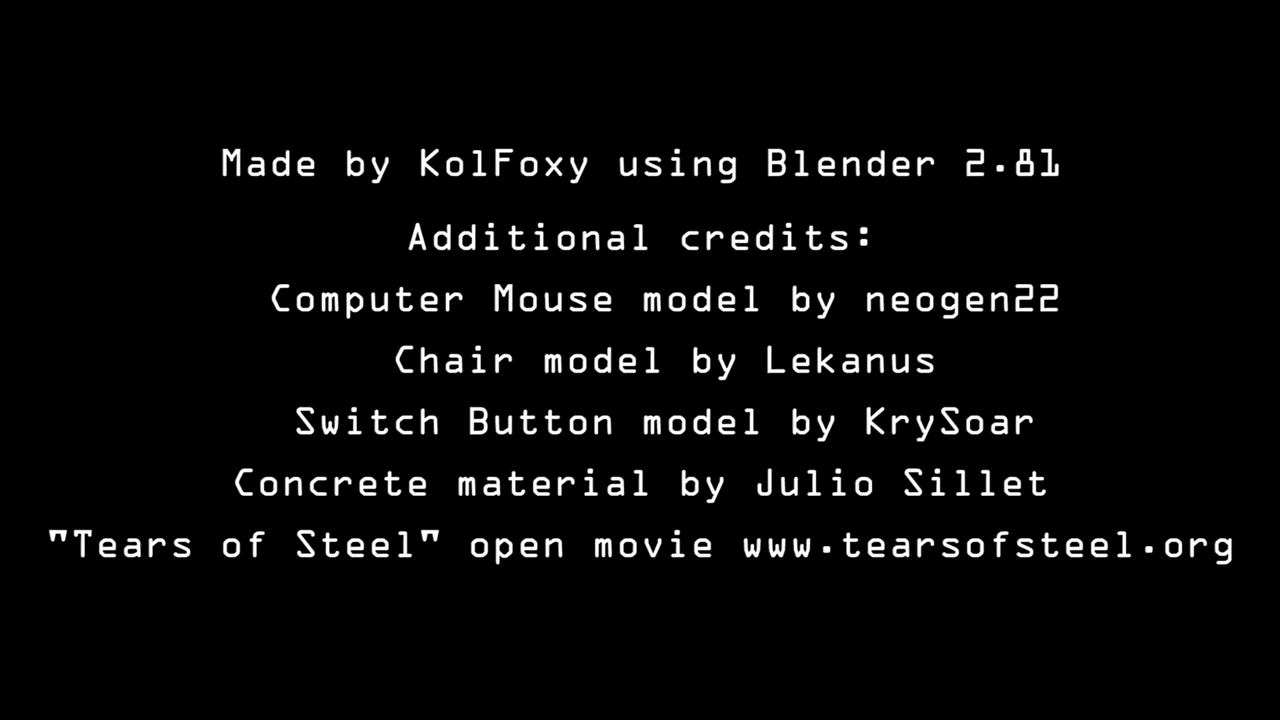 Made by KolFoxy using Blender 2.81
Additional credits:
Computer Mouse model by neogen22
Chair model by Lekanus
Switch Button model by KrySoar
Concrete material by Julio Sillet
"Tears of Steel" open movie www.tearsofsteel.org